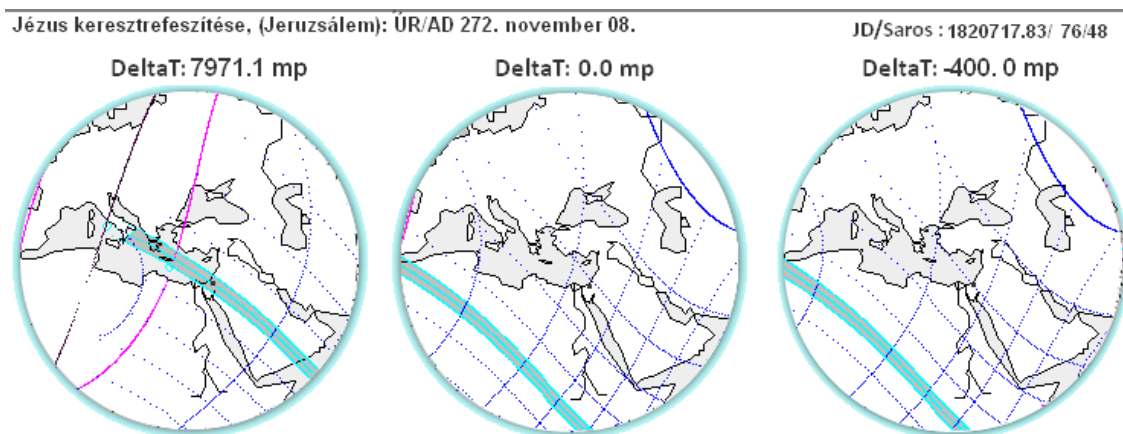 Jézus keresztrefeszítése, (Jeruzsálem): ÚR/AD 272. november 08.
JD/Saros : 1820717.83/ 76/48
DeltaT: 7971.1 mp
DeltaT: 0.0 mp
DeltaT: -400. 0 mp